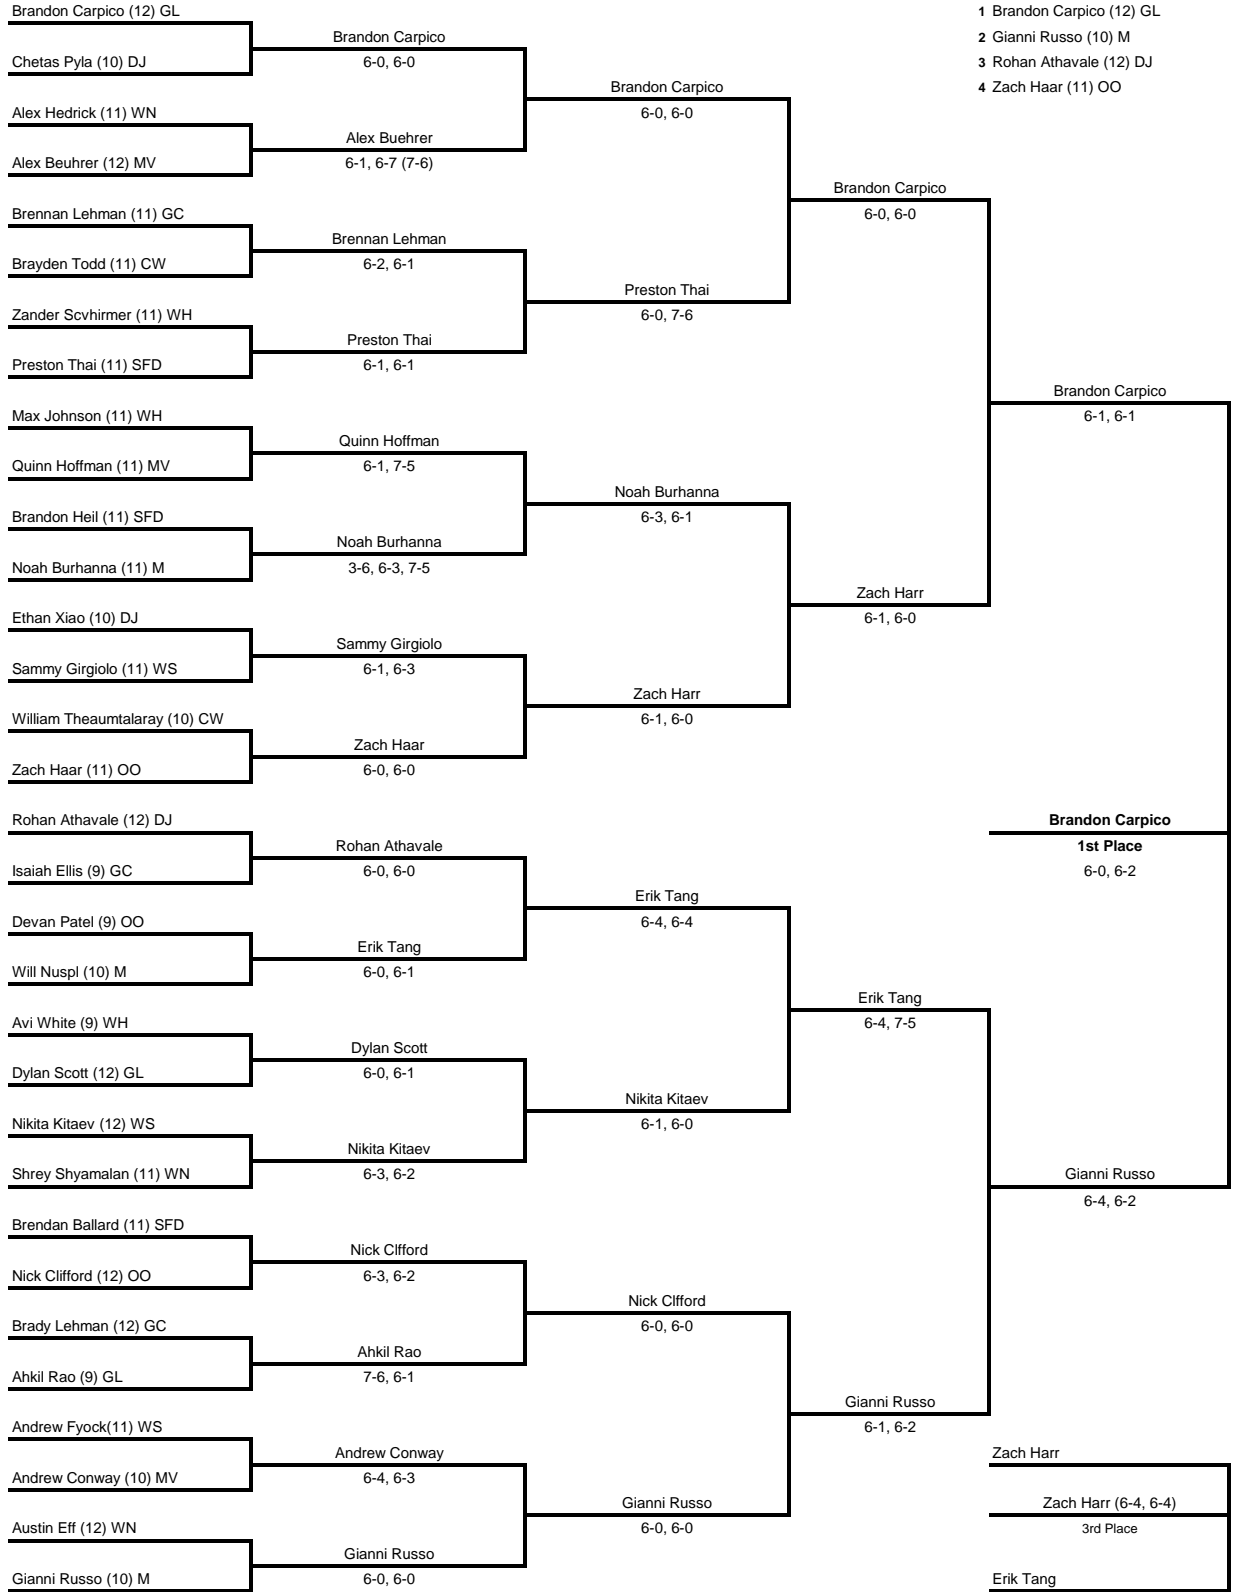 Brandon Carpico (12) GL
Chetas Pyla (10) DJ
Alex Hedrick (11) WN
Alex Beuhrer (12) MV
Brennan Lehman (11) GC
Brayden Todd (11) CW
Zander Scvhirmer (11) WH
Preston Thai (11) SFD
Max Johnson (11) WH
Quinn Hoffman (11) MV
Brandon Heil (11) SFD
Noah Burhanna (11) M
Ethan Xiao (10) DJ
Sammy Girgiolo (11) WS
William Theaumtalaray (10) CW
Zach Haar (11) OO
Rohan Athavale (12) DJ
Isaiah Ellis (9) GC
Devan Patel (9) OO
Will Nuspl (10) M
Avi White (9) WH
Dylan Scott (12) GL
Nikita Kitaev (12) WS
Shrey Shyamalan (11) WN
Brendan Ballard (11) SFD
Nick Clifford (12) OO
Brady Lehman (12) GC
Ahkil Rao (9) GL
Andrew Fyock(11) WS
Andrew Conway (10) MV
Austin Eff (12) WN
Gianni Russo (10) M
Brandon Carpico
6-0, 6-0
Alex Buehrer
6-1, 6-7 (7-6)
Brennan Lehman
6-2, 6-1
Preston Thai
6-1, 6-1
Quinn Hoffman
6-1, 7-5
Noah Burhanna
3-6, 6-3, 7-5
Sammy Girgiolo
6-1, 6-3
Zach Haar
6-0, 6-0
Rohan Athavale
6-0, 6-0
Erik Tang
6-0, 6-1
Dylan Scott
6-0, 6-1
Nikita Kitaev
6-3, 6-2
Nick Clfford
6-3, 6-2
Ahkil Rao
7-6, 6-1
Andrew Conway
6-4, 6-3
Gianni Russo
6-0, 6-0
Brandon Carpico
6-0, 6-0
Preston Thai
6-0, 7-6
Noah Burhanna
6-3, 6-1
Zach Harr
6-1, 6-0
Erik Tang
6-4, 6-4
Nikita Kitaev
6-1, 6-0
Nick Clfford
6-0, 6-0
Gianni Russo
6-0, 6-0
Brandon Carpico
6-0, 6-0
Zach Harr
6-1, 6-0
Erik Tang
6-4, 7-5
Gianni Russo
6-1, 6-2
1 Brandon Carpico (12) GL
2 Gianni Russo (10) M
3 Rohan Athavale (12) DJ
4 Zach Haar (11) OO
Brandon Carpico
6-1, 6-1
Brandon Carpico
1st Place
6-0, 6-2
Gianni Russo
6-4, 6-2
Zach Harr
Zach Harr (6-4, 6-4)
3rd Place
Erik Tang